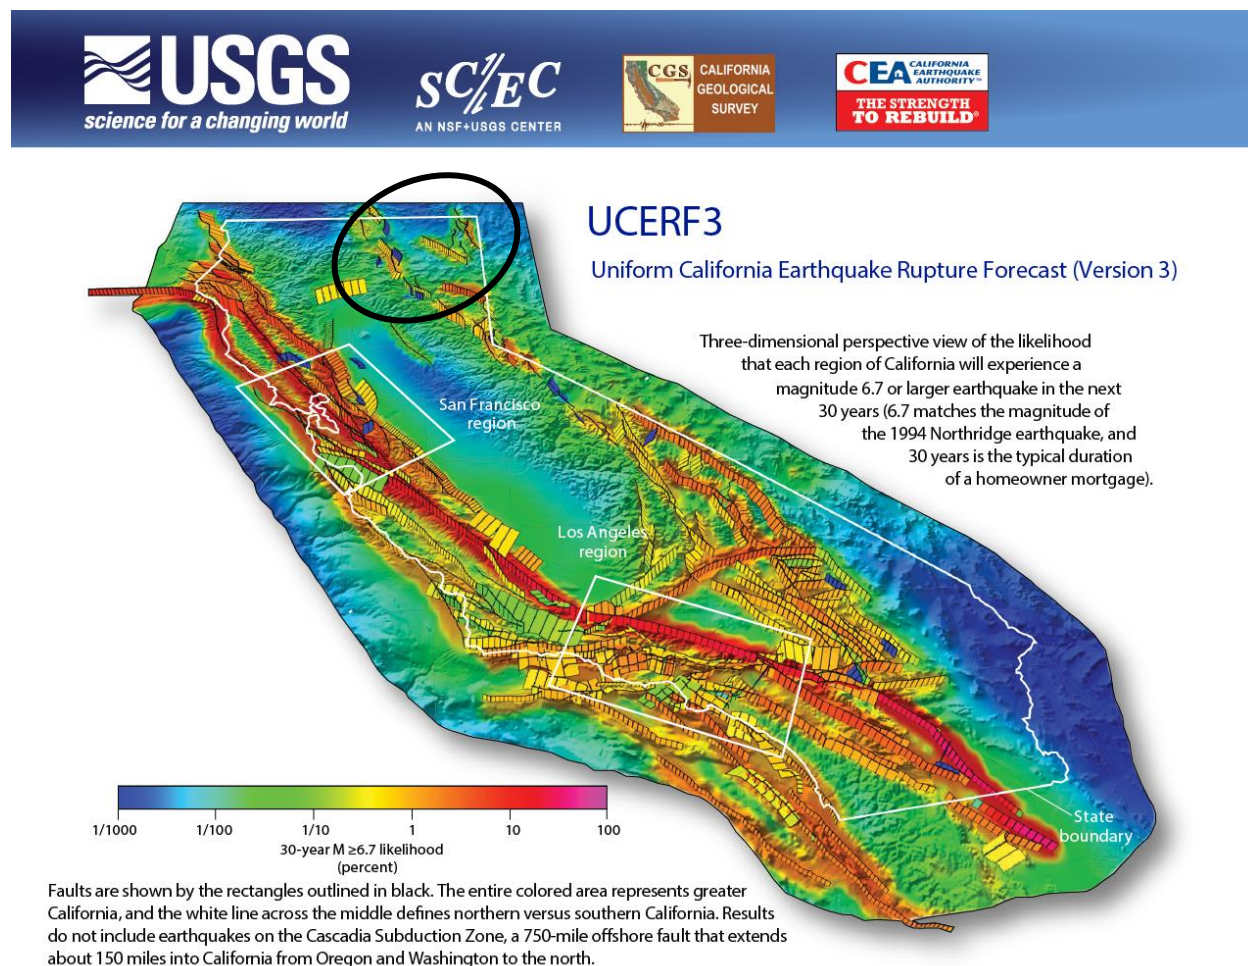 USGS
science for a changing world
SC/EC
AN NSF+USGS CENTER
CGS
CALIFORNIA
GEOLOGICAL
SURVEY
CEA CALIFORNIA
EARTHQUAKE
AUTHORITY™
THE STRENGTH
TO REBUILD®
UCERF3
Uniform California Earthquake Rupture Forecast (Version 3)
Three-dimensional perspective view of the likelihood
that each region of California will experience a
magnitude 6.7 or larger earthquake in the next
30 years (6.7 matches the magnitude of
the 1994 Northridge earthquake, and
30 years is the typical duration
of a homeowner mortgage).
San Francisco
region
Los Angeles
region
State
boundary
1/1000 1/100 1/10 1 10 100
30-year M ≥6.7 likelihood
(percent)
Faults are shown by the rectangles outlined in black. The entire colored area represents greater
California, and the white line across the middle defines northern versus southern California. Results
do not include earthquakes on the Cascadia Subduction Zone, a 750-mile offshore fault that extends
about 150 miles into California from Oregon and Washington to the north.